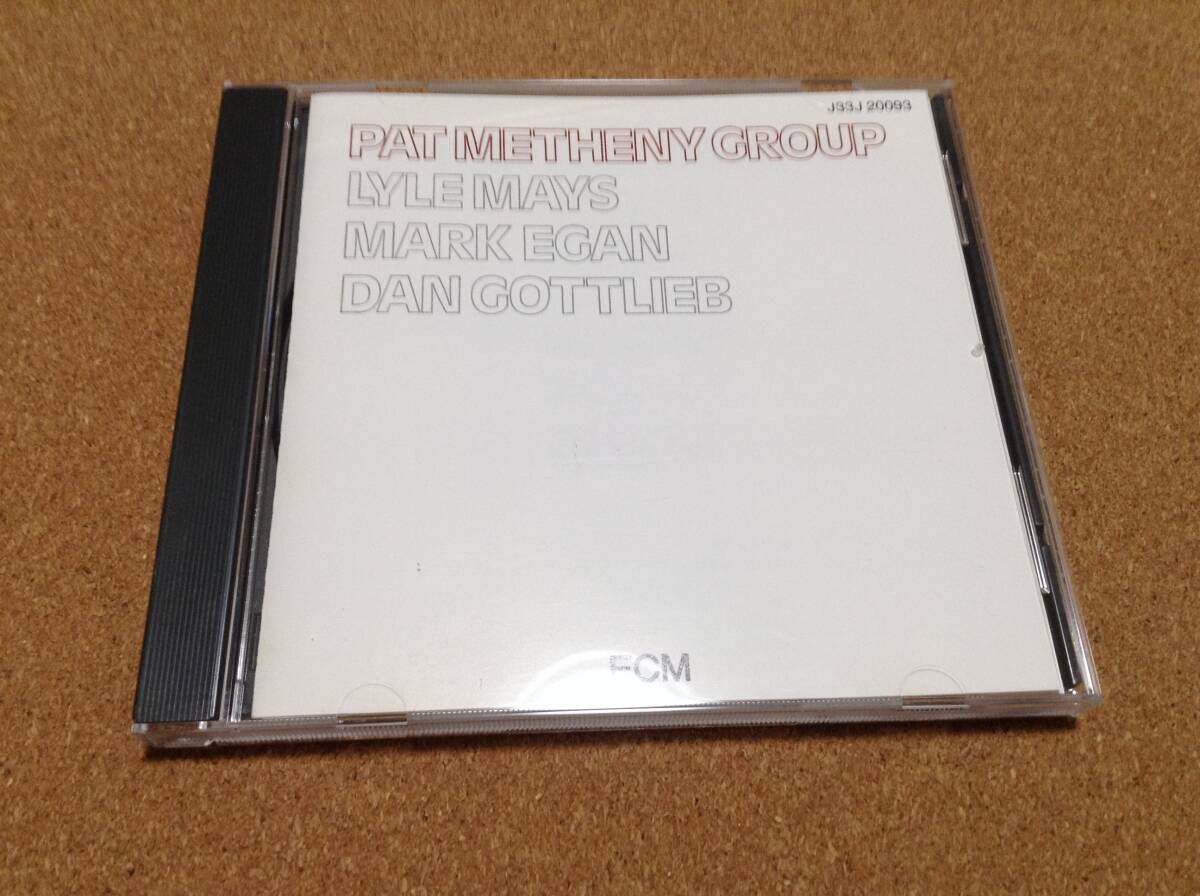 J33J 20093
PAT METHENY GROUP
LYLE MAYS
MARK EGAN
DAN GOTTLIEB
ECM